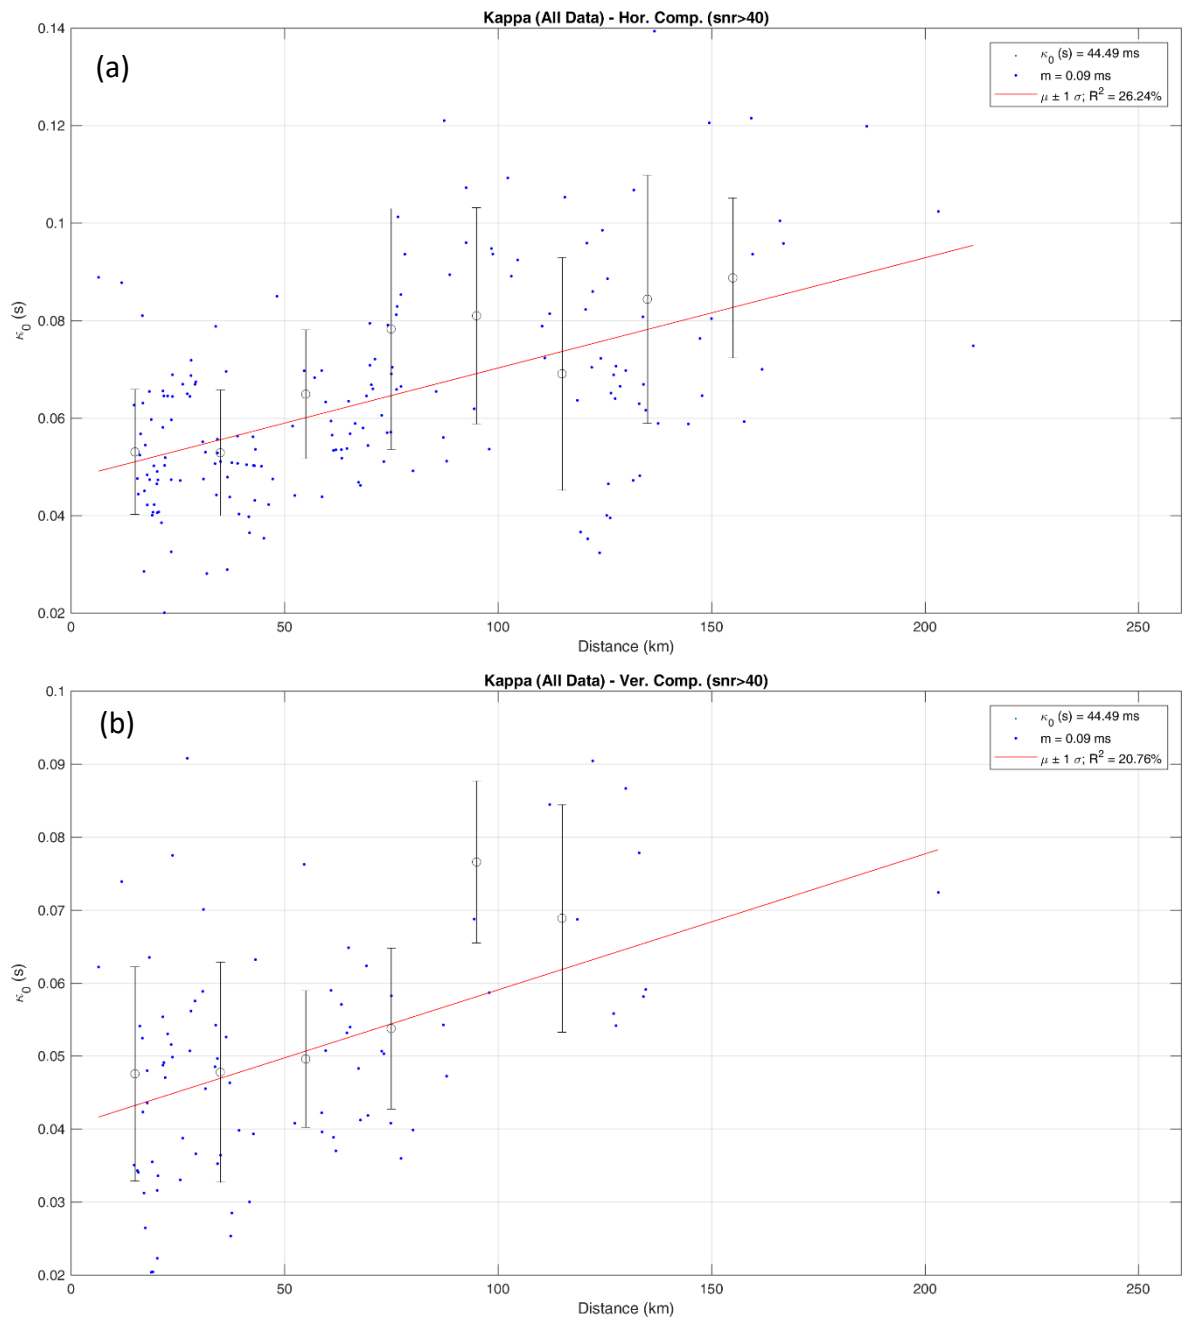 Kappa (All Data) - Hor. Comp. (snr>40)
(a)
κ0 (s) = 44.49 ms
m = 0.09 ms
μ ± 1 σ; R² = 26.24%
0.14
0.12
0.1
0.08
0.06
0.04
0.02
κ0 (s)
0 50 100 150 200 250
Distance (km)
Kappa (All Data) - Ver. Comp. (snr>40)
(b)
κ0 (s) = 44.49 ms
m = 0.09 ms
μ ± 1 σ; R² = 20.76%
0.1
0.09
0.08
0.07
0.06
0.05
0.04
0.03
0.02
κ0 (s)
0 50 100 150 200 250
Distance (km)